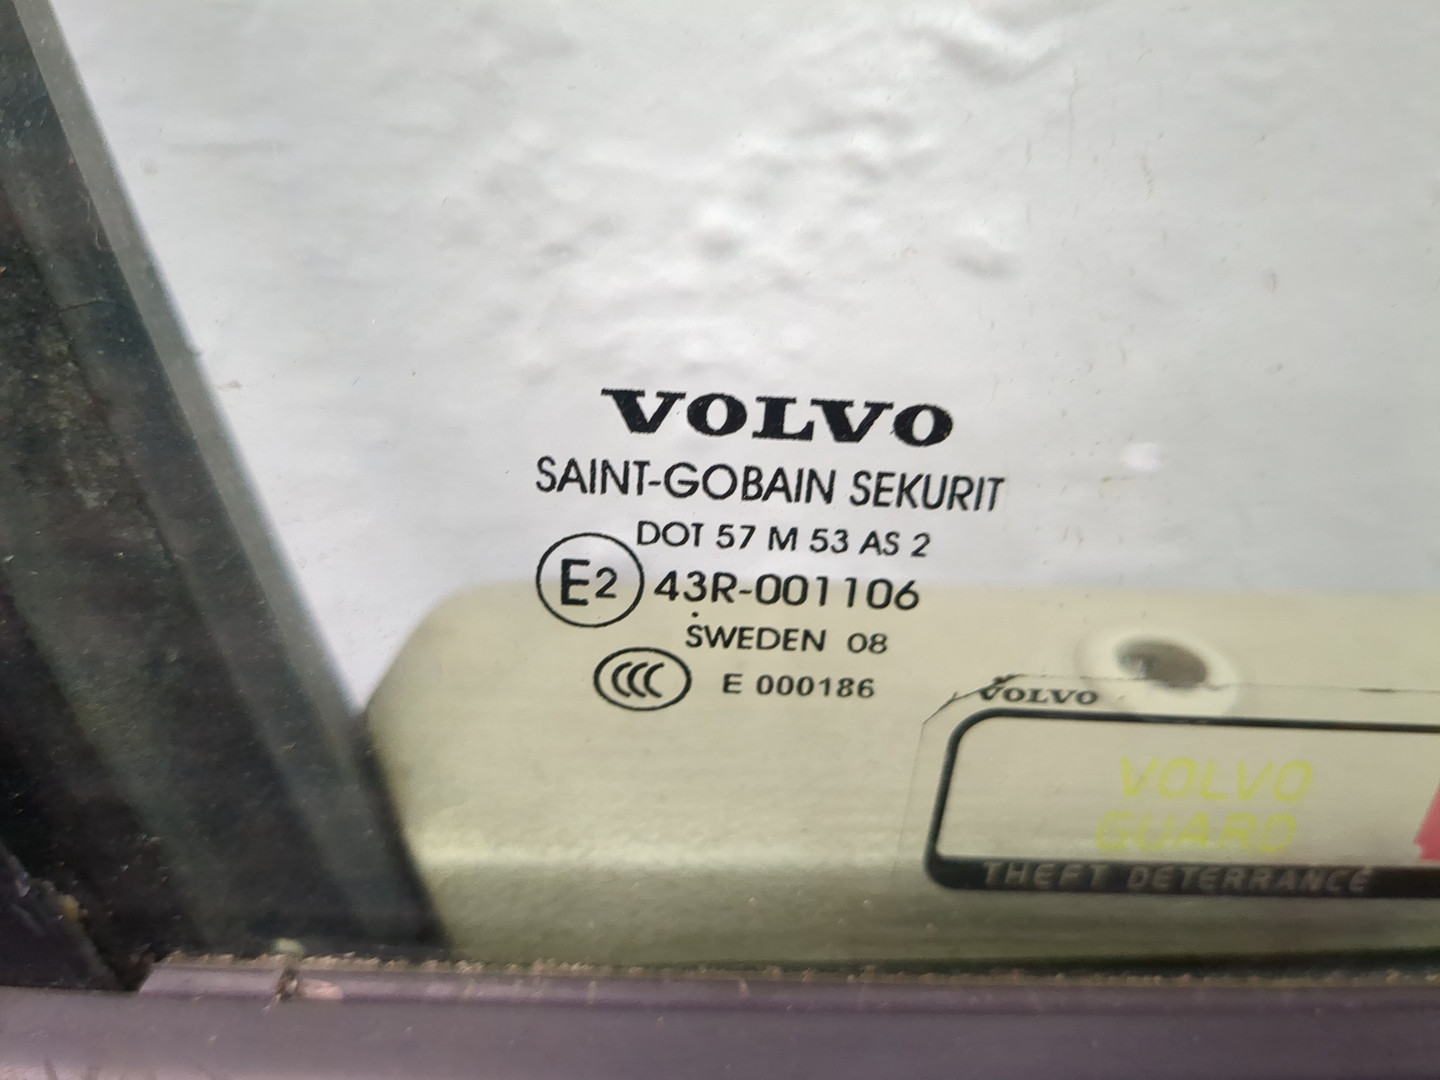 VOLVO
SAINT-GOBAIN SEKURIT
DOT 57 M 53 AS 2
E2 43R-001106
SWEDEN 08
CCC E 000186
VOLVO
VOLVO
GUARD
THEFT DETERRANCE